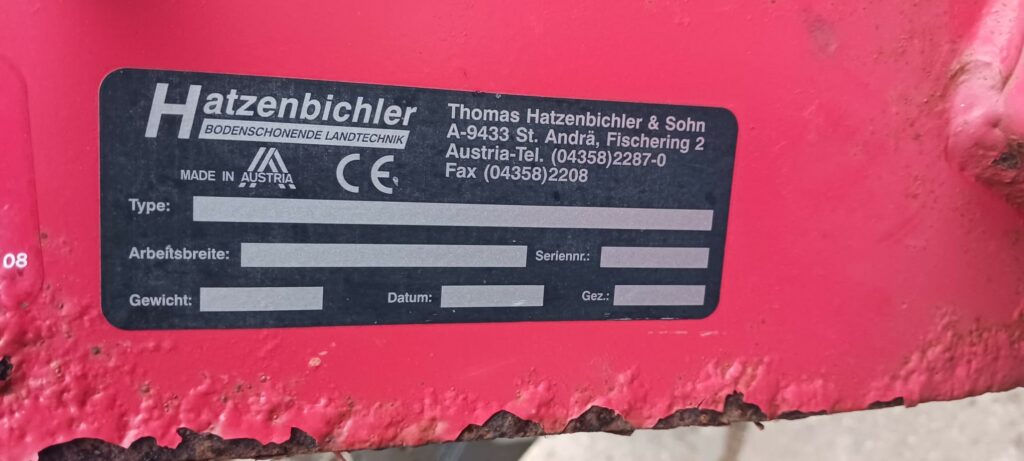 Hatzenbichler
BODENSCHONENDE LANDTECHNIK
MADE IN AUSTRIA
CE
Thomas Hatzenbichler & Sohn
A-9433 St. Andrä, Fischering 2
Austria-Tel. (04358)2287-0
Fax (04358)2208
Type:
Arbeitsbreite:
Seriennr.:
Gewicht:
Datum:
Gez.:
08